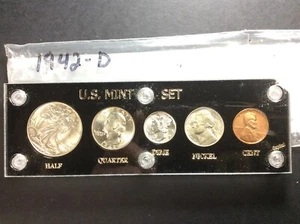 1942-D
U.S. MINT SET
HALF
QUARTER
DIME
NICKEL
CENT